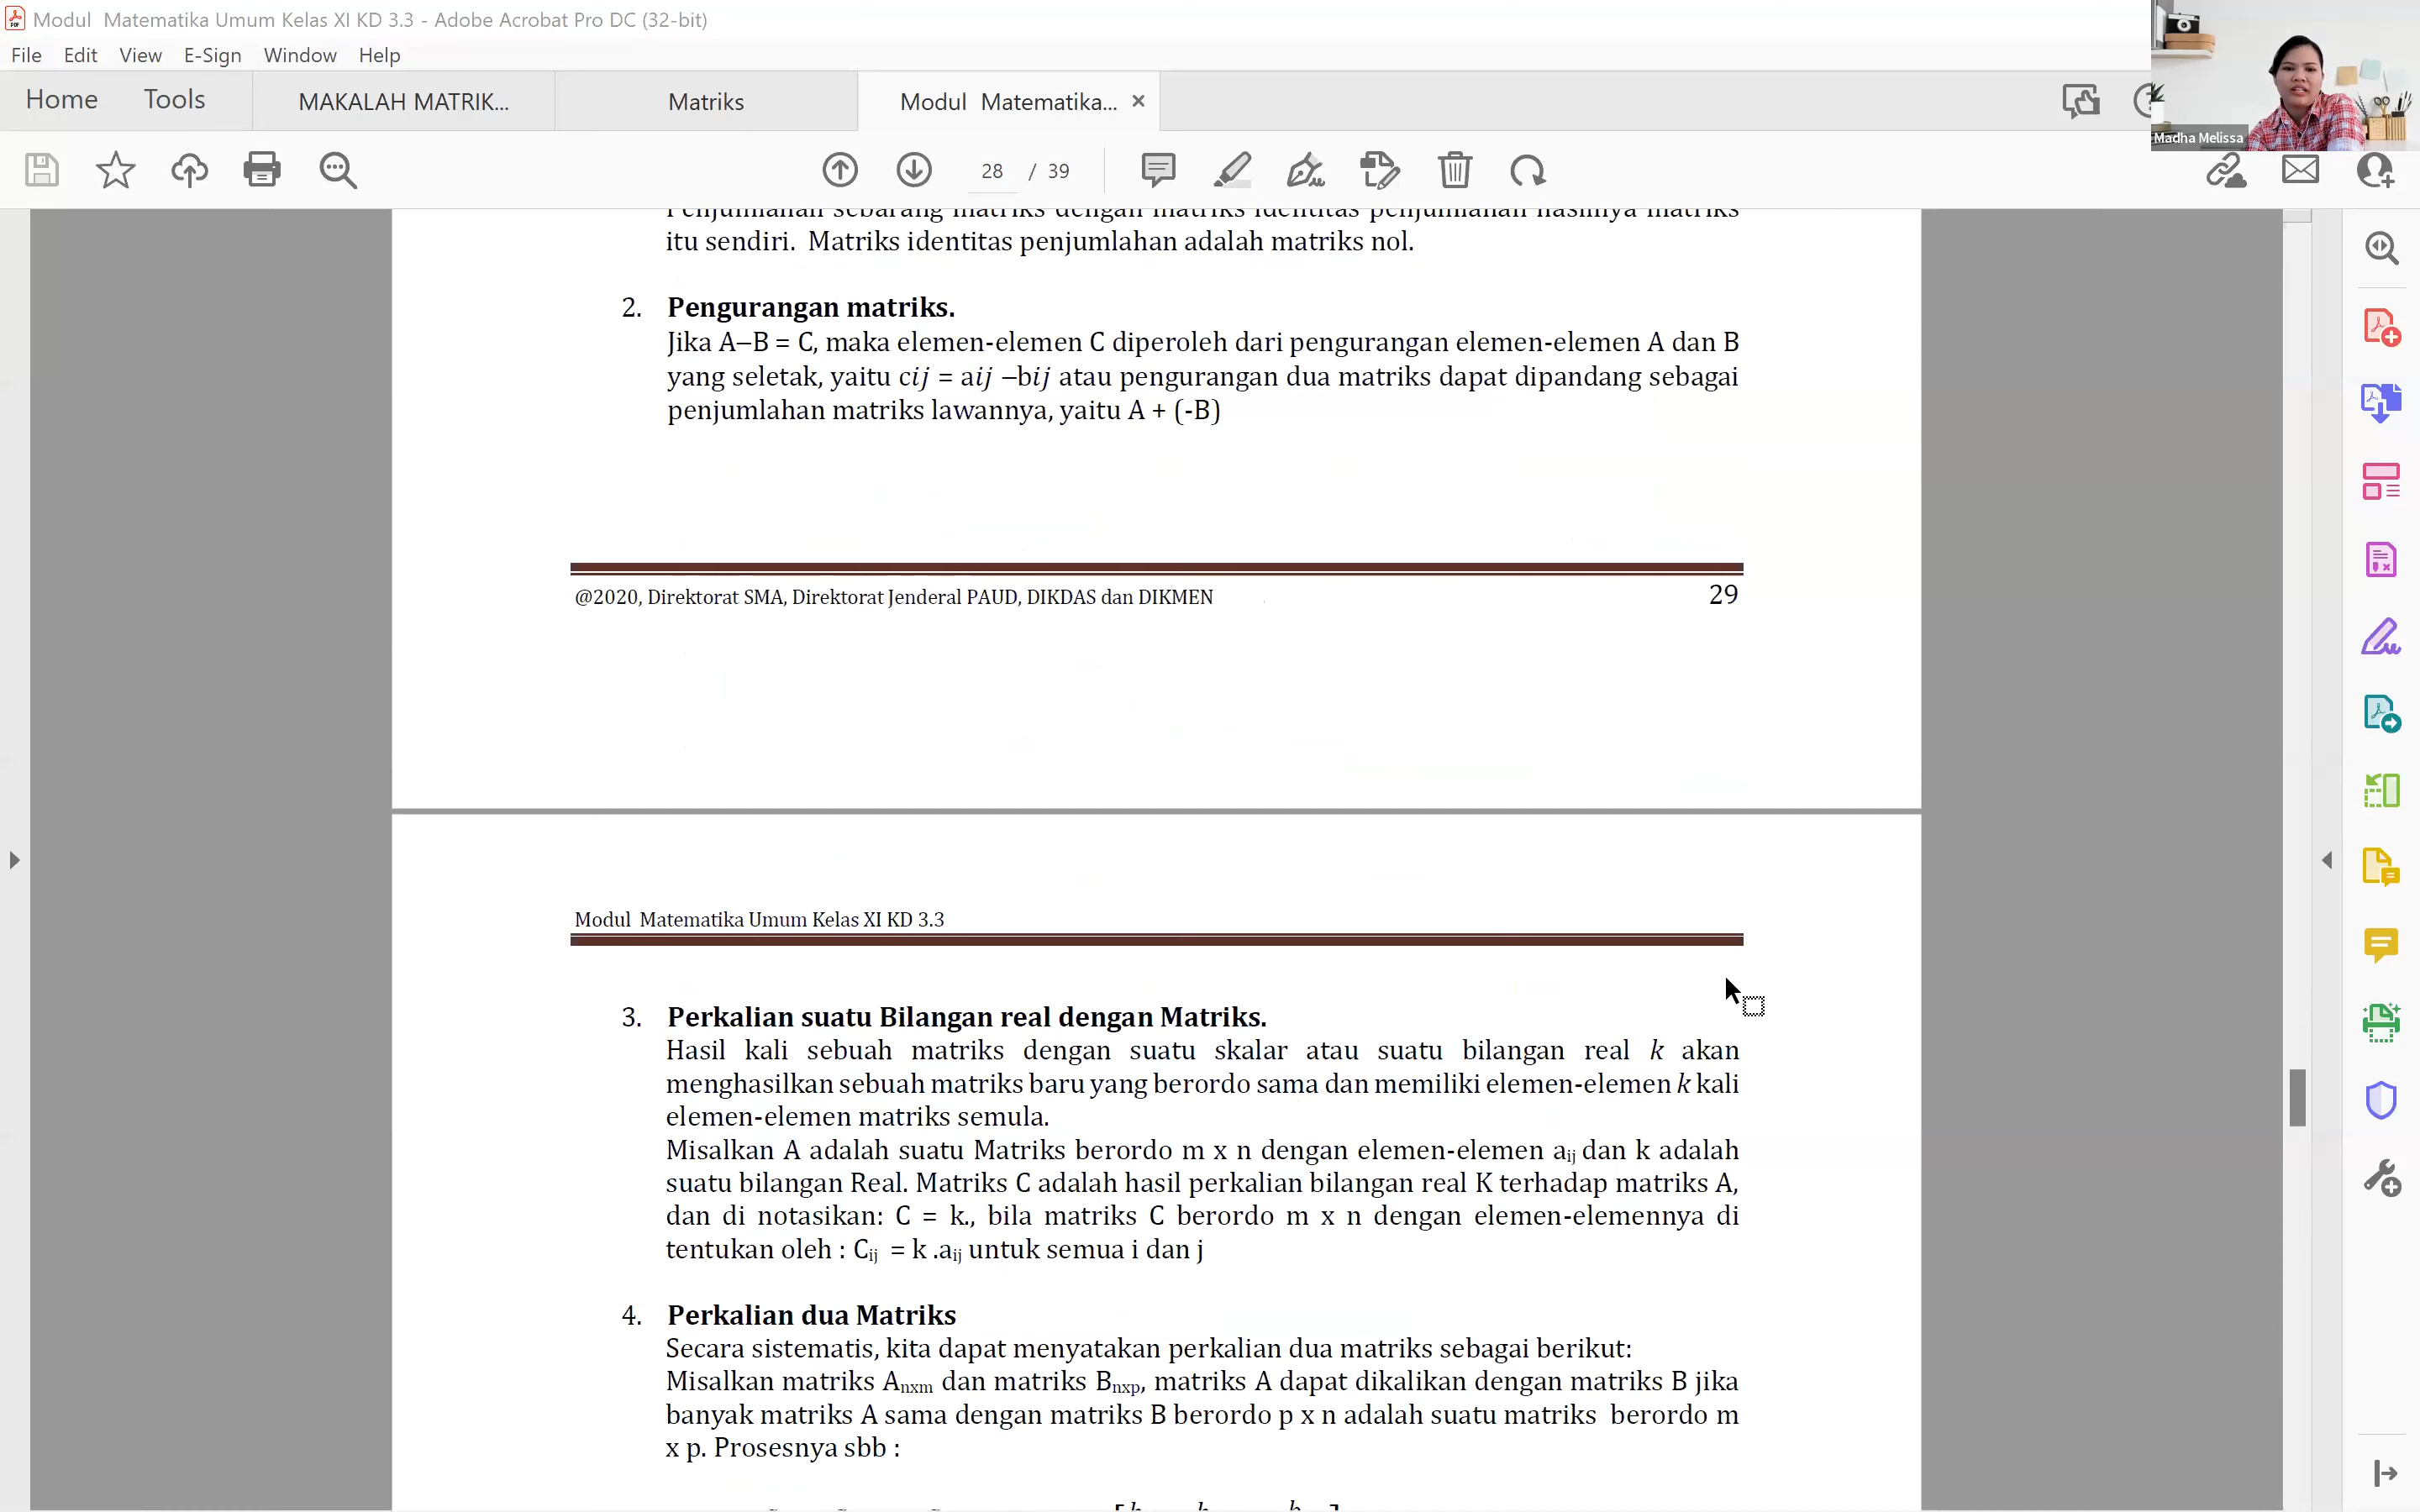 Modul Matematika Umum Kelas XI KD 3.3 - Adobe Acrobat Pro DC (32-bit)
File Edit View E-Sign Window Help
Home Tools MAKALAH MATRIK... Matriks Modul Matematika...
Madha Melissa
28 / 39
Penjumlahan sebarang matriks dengan matriks identitas penjumlahan hasilnya matriks
itu sendiri. Matriks identitas penjumlahan adalah matriks nol.
2. Pengurangan matriks.
Jika A–B = C, maka elemen-elemen C diperoleh dari pengurangan elemen-elemen A dan B
yang seletak, yaitu cij = aij –bij atau pengurangan dua matriks dapat dipandang sebagai
penjumlahan matriks lawannya, yaitu A + (-B)
@2020, Direktorat SMA, Direktorat Jenderal PAUD, DIKDAS dan DIKMEN 29
Modul Matematika Umum Kelas XI KD 3.3
3. Perkalian suatu Bilangan real dengan Matriks.
Hasil kali sebuah matriks dengan suatu skalar atau suatu bilangan real k akan
menghasilkan sebuah matriks baru yang berordo sama dan memiliki elemen-elemen k kali
elemen-elemen matriks semula.
Misalkan A adalah suatu Matriks berordo m x n dengan elemen-elemen aij dan k adalah
suatu bilangan Real. Matriks C adalah hasil perkalian bilangan real K terhadap matriks A,
dan di notasikan: C = k., bila matriks C berordo m x n dengan elemen-elemennya di
tentukan oleh : Cij = k .aij untuk semua i dan j
4. Perkalian dua Matriks
Secara sistematis, kita dapat menyatakan perkalian dua matriks sebagai berikut:
Misalkan matriks Anxm dan matriks Bnxp, matriks A dapat dikalikan dengan matriks B jika
banyak matriks A sama dengan matriks B berordo p x n adalah suatu matriks berordo m
x p. Prosesnya sbb :